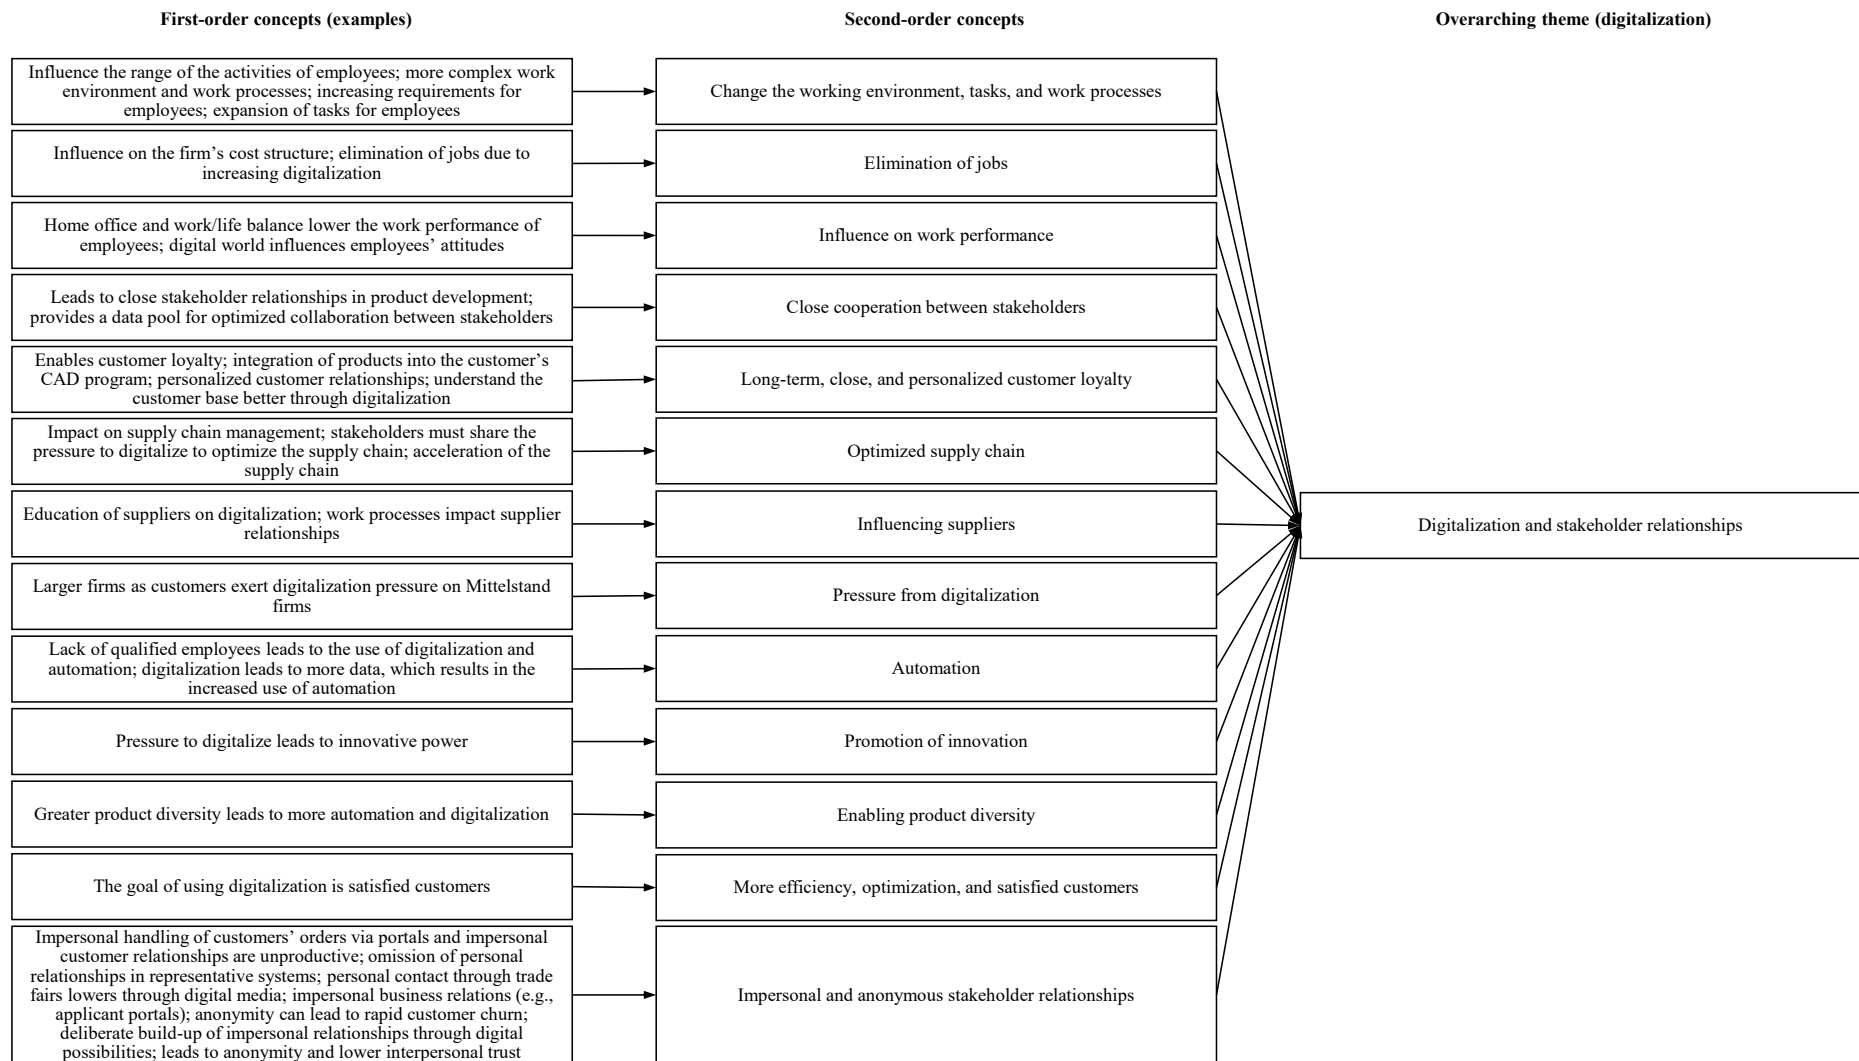 First-order concepts (examples)
Second-order concepts
Overarching theme (digitalization)
Influence the range of the activities of employees; more complex work
environment and work processes; increasing requirements for
employees; expansion of tasks for employees
Change the working environment, tasks, and work processes
Influence on the firm’s cost structure; elimination of jobs due to
increasing digitalization
Elimination of jobs
Home office and work/life balance lower the work performance of
employees; digital world influences employees’ attitudes
Influence on work performance
Leads to close stakeholder relationships in product development;
provides a data pool for optimized collaboration between stakeholders
Close cooperation between stakeholders
Enables customer loyalty; integration of products into the customer’s
CAD program; personalized customer relationships; understand the
customer base better through digitalization
Long-term, close, and personalized customer loyalty
Impact on supply chain management; stakeholders must share the
pressure to digitalize to optimize the supply chain; acceleration of the
supply chain
Optimized supply chain
Education of suppliers on digitalization; work processes impact supplier
relationships
Influencing suppliers
Digitalization and stakeholder relationships
Larger firms as customers exert digitalization pressure on Mittelstand
firms
Pressure from digitalization
Lack of qualified employees leads to the use of digitalization and
automation; digitalization leads to more data, which results in the
increased use of automation
Automation
Pressure to digitalize leads to innovative power
Promotion of innovation
Greater product diversity leads to more automation and digitalization
Enabling product diversity
The goal of using digitalization is satisfied customers
More efficiency, optimization, and satisfied customers
Impersonal handling of customers’ orders via portals and impersonal
customer relationships are unproductive; omission of personal
relationships in representative systems; personal contact through trade
fairs lowers through digital media; impersonal business relations (e.g.,
applicant portals); anonymity can lead to rapid customer churn;
deliberate build-up of impersonal relationships through digital
possibilities; leads to anonymity and lower interpersonal trust
Impersonal and anonymous stakeholder relationships